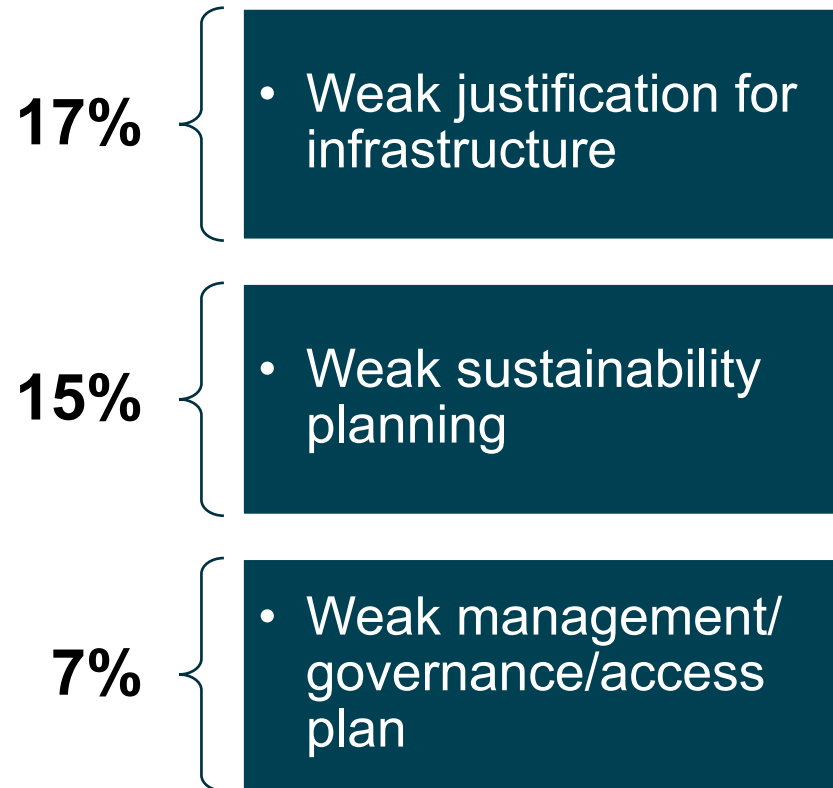 17%
• Weak justification for
infrastructure
15%
• Weak sustainability
planning
7%
• Weak management/
governance/access
plan